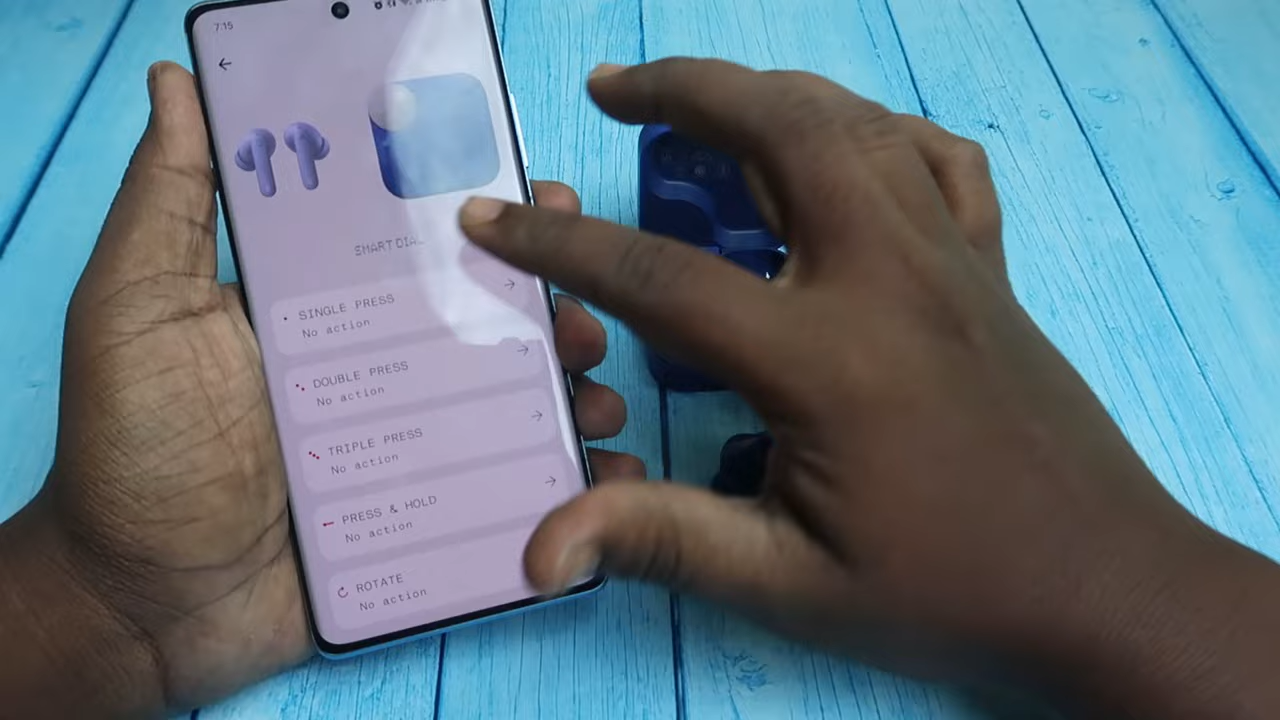 7:15
SMART DIA
SINGLE PRESS
No action
DOUBLE PRESS
No action
TRIPLE PRESS
No action
PRESS & HOLD
No action
ROTATE
No action